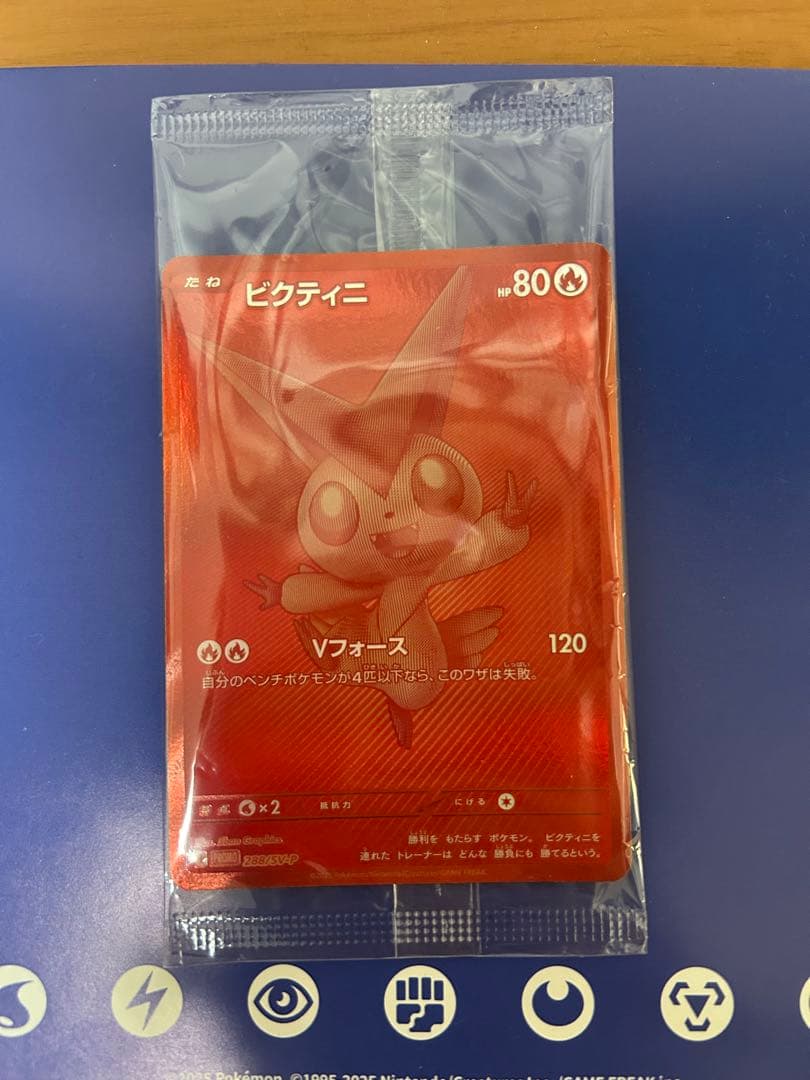 たね ビクティニ HP80
Vフォース 120
自分のベンチポケモンが4匹以下なら、このワザは失敗。
弱点 ×2 抵抗力 にげる
勝利を もたらす ポケモン。 ビクティニを
連れた トレーナーは どんな 勝負にも 勝てるという。
PROMO 288/SV-P
©2025 Pokémon. ©1995-2025 Nintendo/Creatures Inc./GAME FREAK inc.